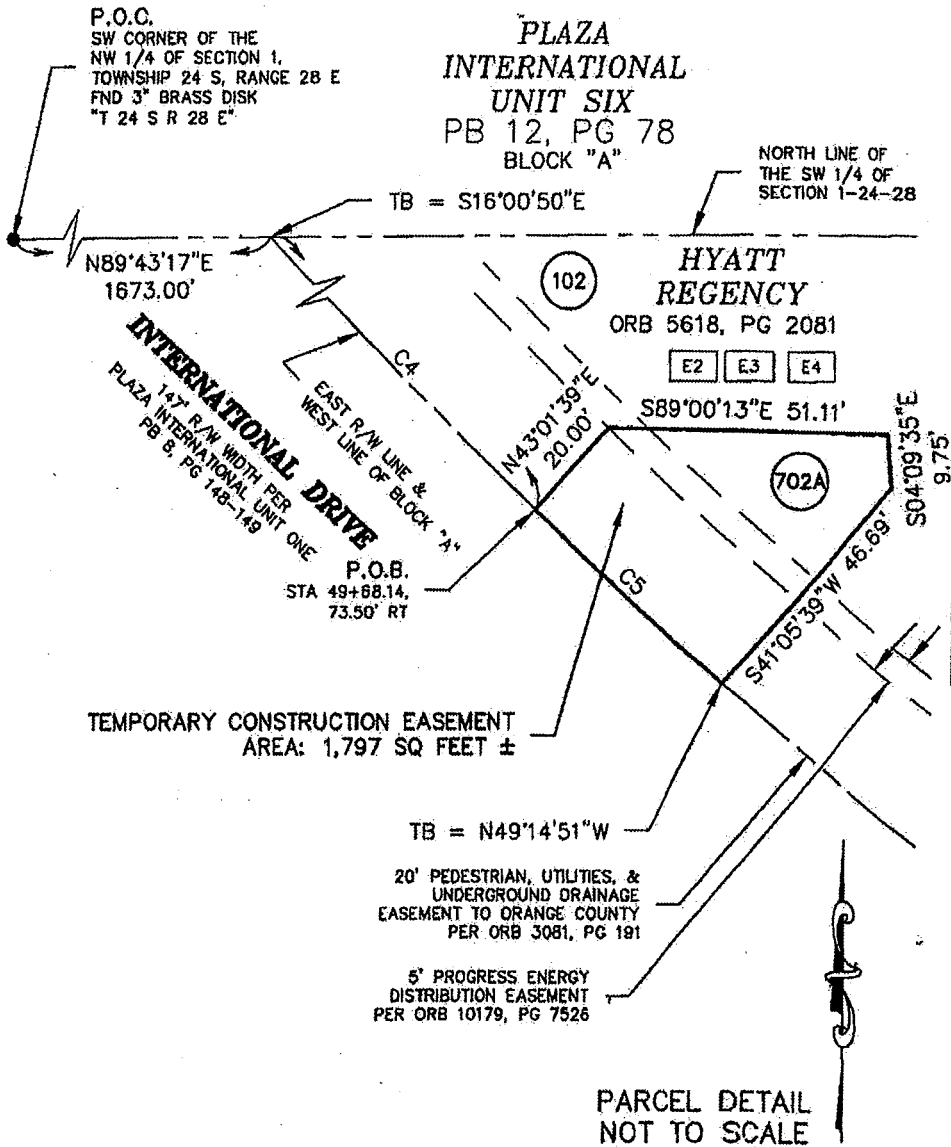 P.O.C.
SW CORNER OF THE
NW 1/4 OF SECTION 1,
TOWNSHIP 24 S, RANGE 28 E
FND 3" BRASS DISK
"T 24 S R 28 E"
PLAZA
INTERNATIONAL
UNIT SIX
PB 12, PG 78
BLOCK "A"
NORTH LINE OF
THE SW 1/4 OF
SECTION 1-24-28
TB = S16°00'50"E
N89°43'17"E
1673.00'
102
HYATT
REGENCY
ORB 5618, PG 2081
E2 E3 E4
INTERNATIONAL DRIVE
147' R/W WIDTH PER
PLAZA INTERNATIONAL UNIT ONE
PB 8, PG 148-149
C4
EAST R/W LINE &
WEST LINE OF BLOCK "A"
N43°01'39"E
20.00'
S89°00'13"E 51.11'
S04°09'35"E
9.75'
702A
P.O.B.
STA 49+68.14,
73.50' RT
C5
S41°05'39"W 46.69'
TEMPORARY CONSTRUCTION EASEMENT
AREA: 1,797 SQ FEET ±
TB = N49°14'51"W
20' PEDESTRIAN, UTILITIES, &
UNDERGROUND DRAINAGE
EASEMENT TO ORANGE COUNTY
PER ORB 3081, PG 191
5' PROGRESS ENERGY
DISTRIBUTION EASEMENT
PER ORB 10179, PG 7526
PARCEL DETAIL
NOT TO SCALE